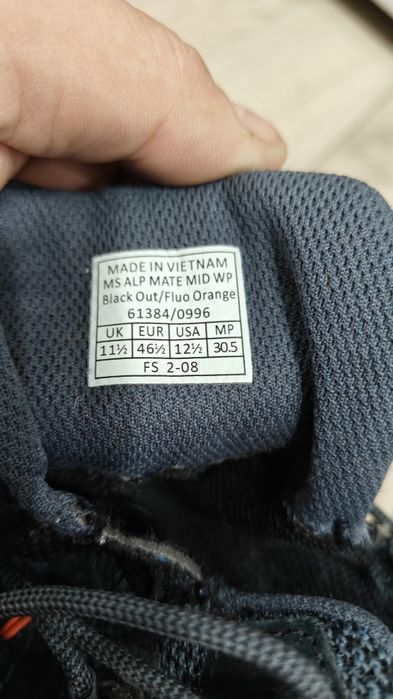 MADE IN VIETNAM
MS ALP MATE MID WP
Black Out/Fluo Orange
61384/0996
UK EUR USA MP
11½ 46½ 12½ 30.5
FS 2-08